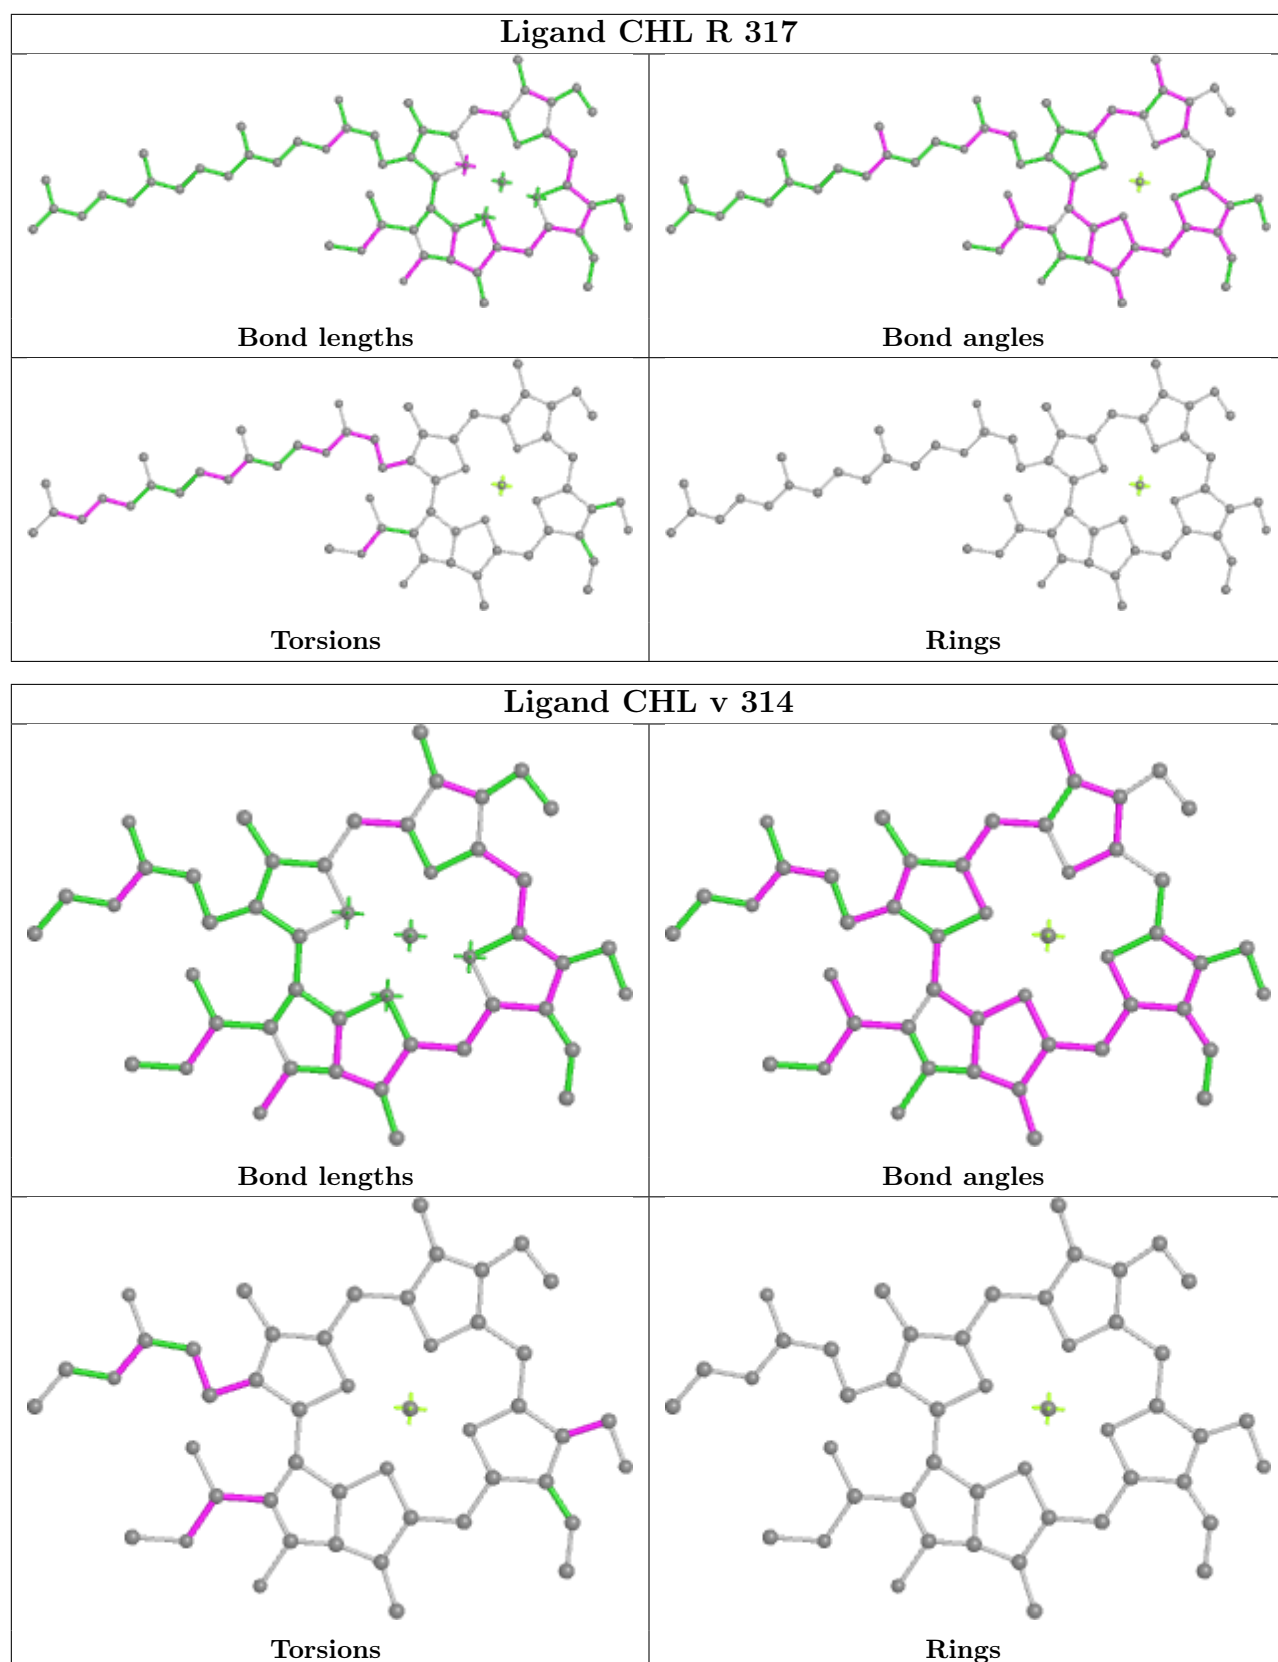 Ligand CHL R 317
Bond lengths
Bond angles
Torsions
Rings
Ligand CHL v 314
Bond lengths
Bond angles
Torsions
Rings